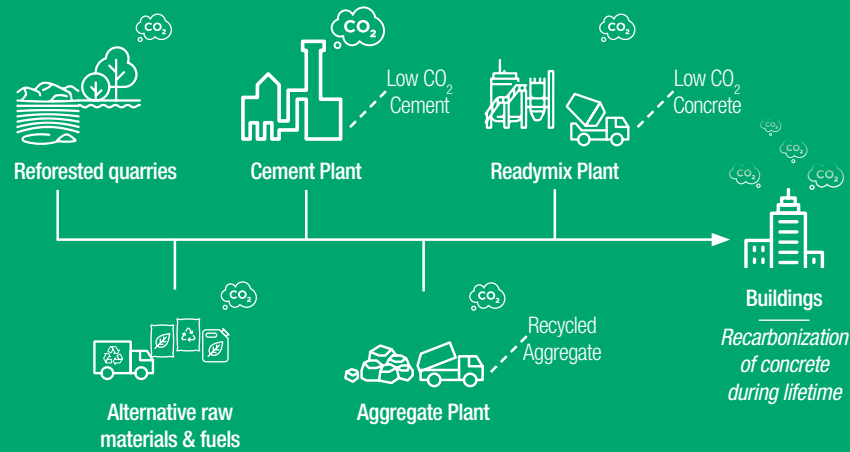 CO2
CO2
CO2
Low CO2
Cement
Low CO2
Concrete
Reforested quarries
Cement Plant
Readymix Plant
CO2
CO2
CO2
CO2
CO2
CO2
Buildings
Recarbonization
of concrete
during lifetime
Recycled
Aggregate
Alternative raw
materials & fuels
Aggregate Plant